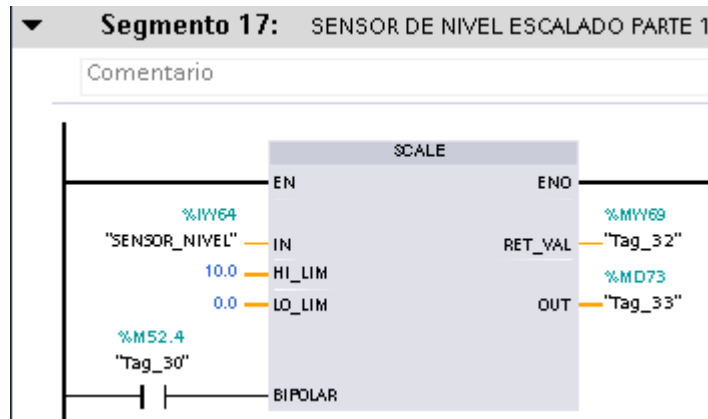 Segmento 17: SENSOR DE NIVEL ESCALADO PARTE 1
Comentario
SCALE
EN ENO
%IW64 %MW69
"SENSOR_NIVEL" IN RET_VAL "Tag_32"
10.0 HI_LIM %MD73
0.0 LO_LIM OUT "Tag_33"
%M52.4
"Tag_30"
BIPOLAR